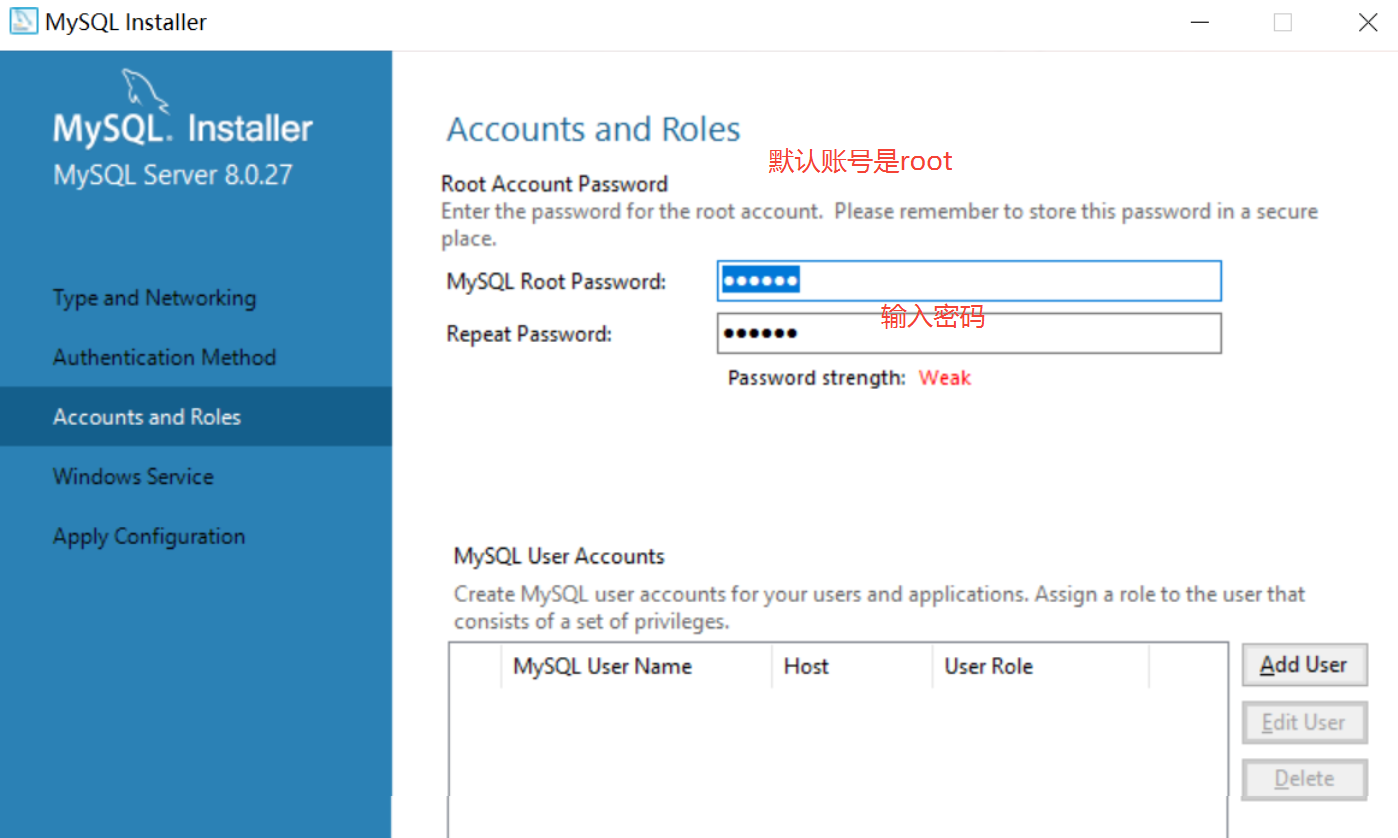 MySQL Installer
MySQL. Installer
MySQL Server 8.0.27
Type and Networking
Authentication Method
Accounts and Roles
Windows Service
Apply Configuration
Accounts and Roles
默认账号是root
Root Account Password
Enter the password for the root account. Please remember to store this password in a secure
place.
MySQL Root Password: ••••••
输入密码
Repeat Password: ••••••
Password strength: Weak
MySQL User Accounts
Create MySQL user accounts for your users and applications. Assign a role to the user that
consists of a set of privileges.
MySQL User Name Host User Role
Add User
Edit User
Delete